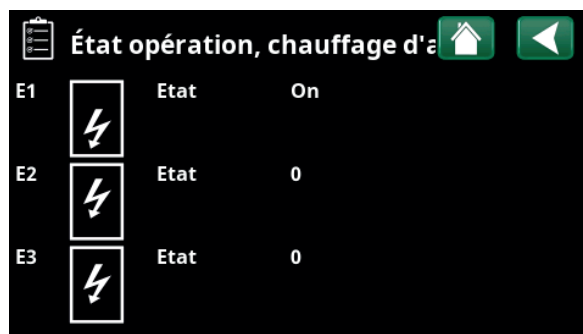 État opération, chauffage d'a
E1 Etat On
E2 Etat 0
E3 Etat 0